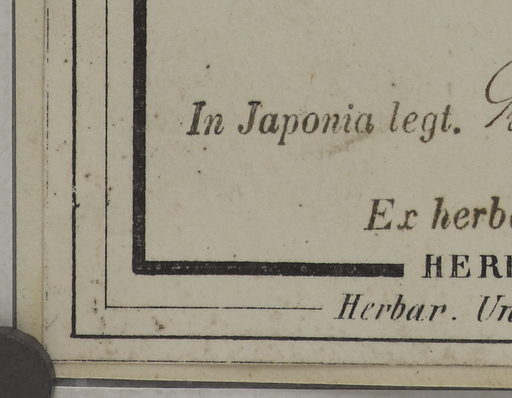 In Japonia legt.
Ex herb
HER
Herbar. Un